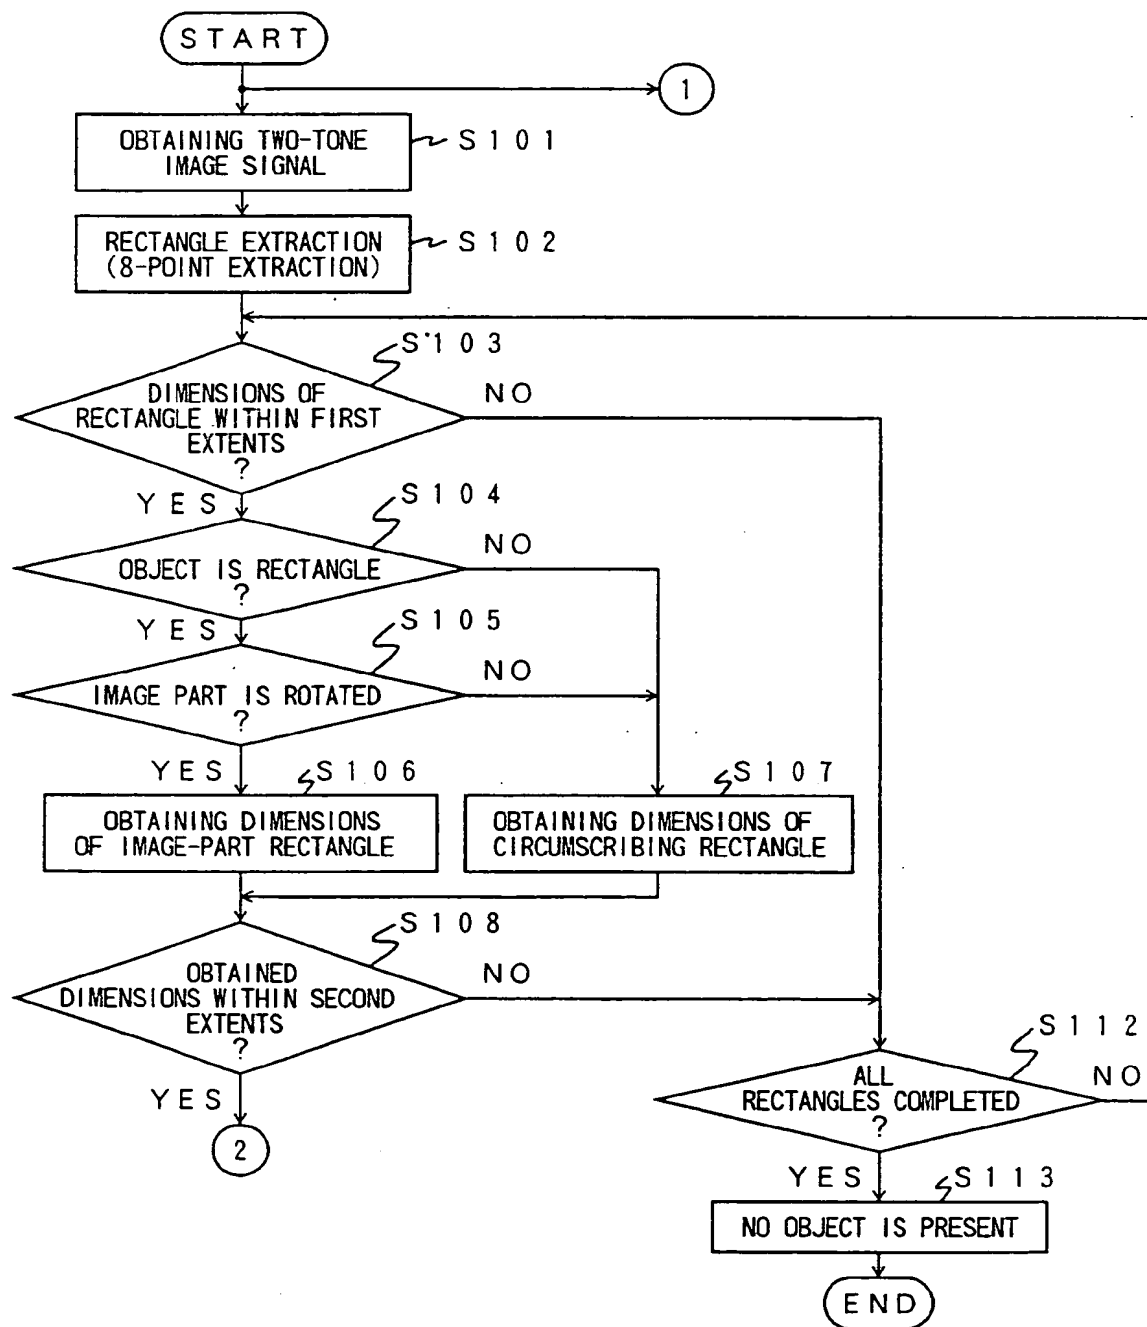 START
1
OBTAINING TWO-TONE
IMAGE SIGNAL
S101
RECTANGLE EXTRACTION
(8-POINT EXTRACTION)
S102
S103
DIMENSIONS OF
RECTANGLE WITHIN FIRST
EXTENTS
?
NO
YES
S104
OBJECT IS RECTANGLE
?
NO
YES
S105
IMAGE PART IS ROTATED
?
NO
YES
S106
OBTAINING DIMENSIONS
OF IMAGE-PART RECTANGLE
S107
OBTAINING DIMENSIONS OF
CIRCUMSCRIBING RECTANGLE
S108
OBTAINED
DIMENSIONS WITHIN SECOND
EXTENTS
?
NO
YES
2
S112
ALL
RECTANGLES COMPLETED
?
NO
YES
S113
NO OBJECT IS PRESENT
END